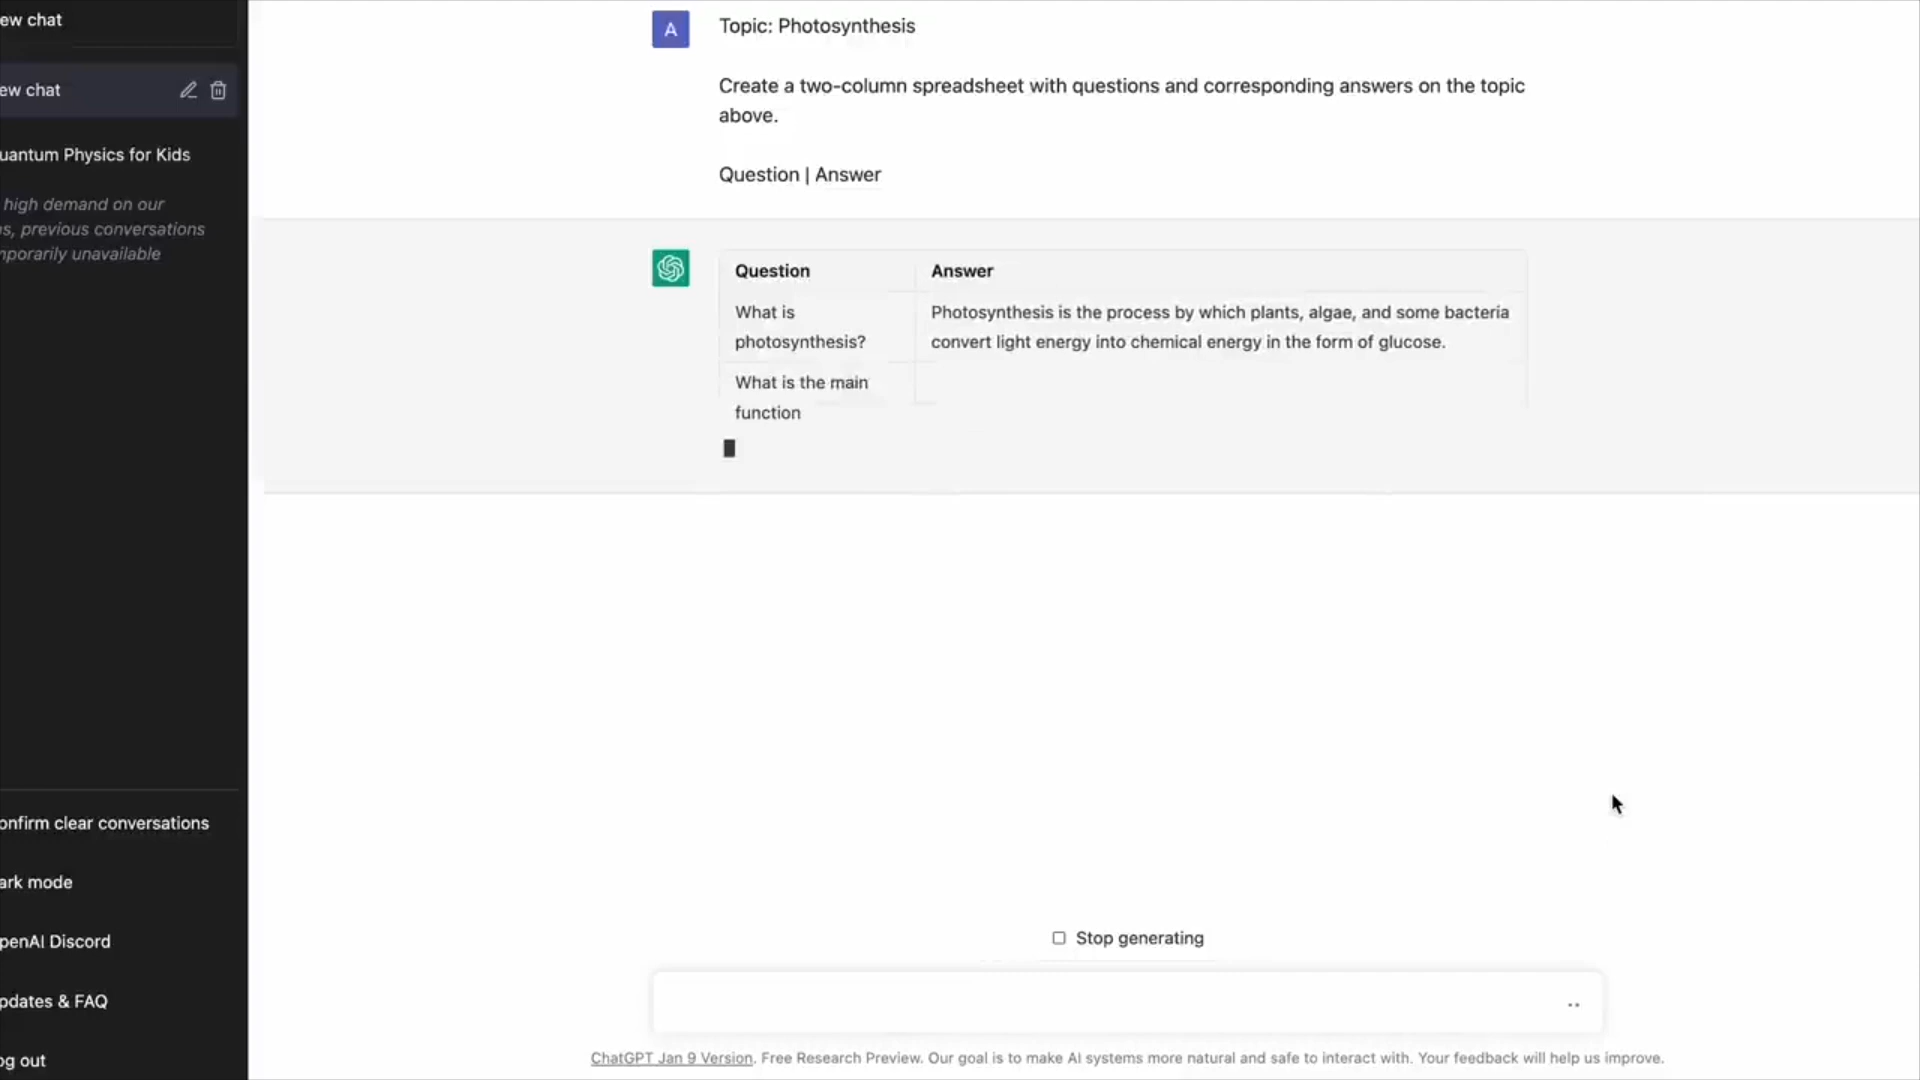 ew chat
ew chat
uantum Physics for Kids
high demand on our
s, previous conversations
mporarily unavailable
onfirm clear conversations
ark mode
penAI Discord
pdates & FAQ
og out
A
Topic: Photosynthesis
Create a two-column spreadsheet with questions and corresponding answers on the topic
above.
Question | Answer
Question Answer
What is Photosynthesis is the process by which plants, algae, and some bacteria
photosynthesis? convert light energy into chemical energy in the form of glucose.
What is the main
function
Stop generating
ChatGPT Jan 9 Version. Free Research Preview. Our goal is to make AI systems more natural and safe to interact with. Your feedback will help us improve.